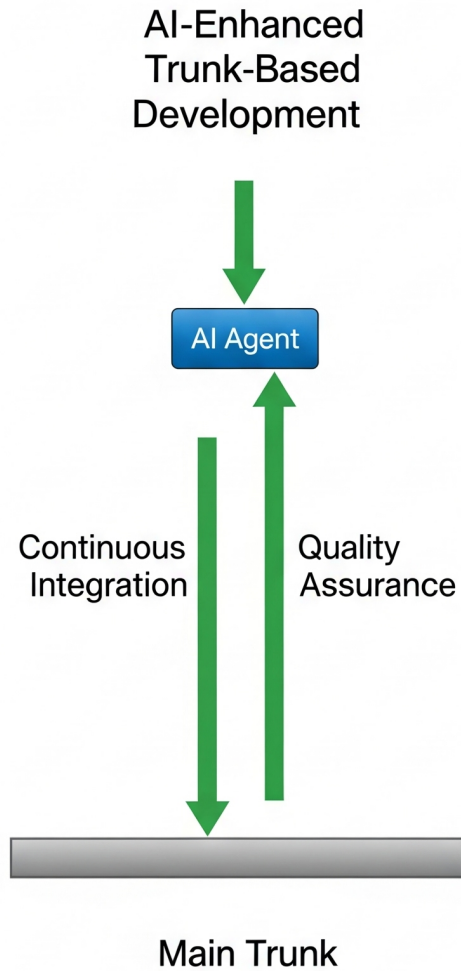 AI-Enhanced
Trunk-Based
Development
AI Agent
Continuous
Integration
Quality
Assurance
Main Trunk